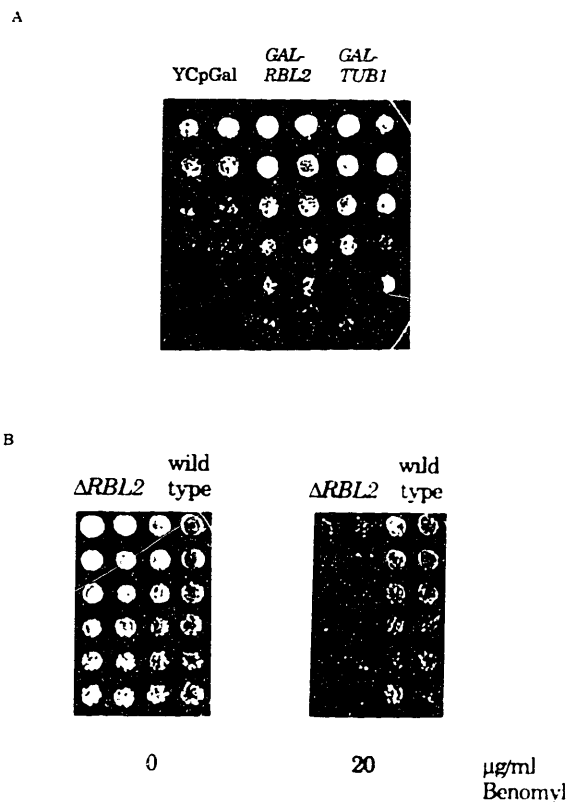 A
GAL- GAL-
YCpGal RBL2 TUB1
B
wild wild
ΔRBL2 type ΔRBL2 type
0 20 μg/ml
Benomyl